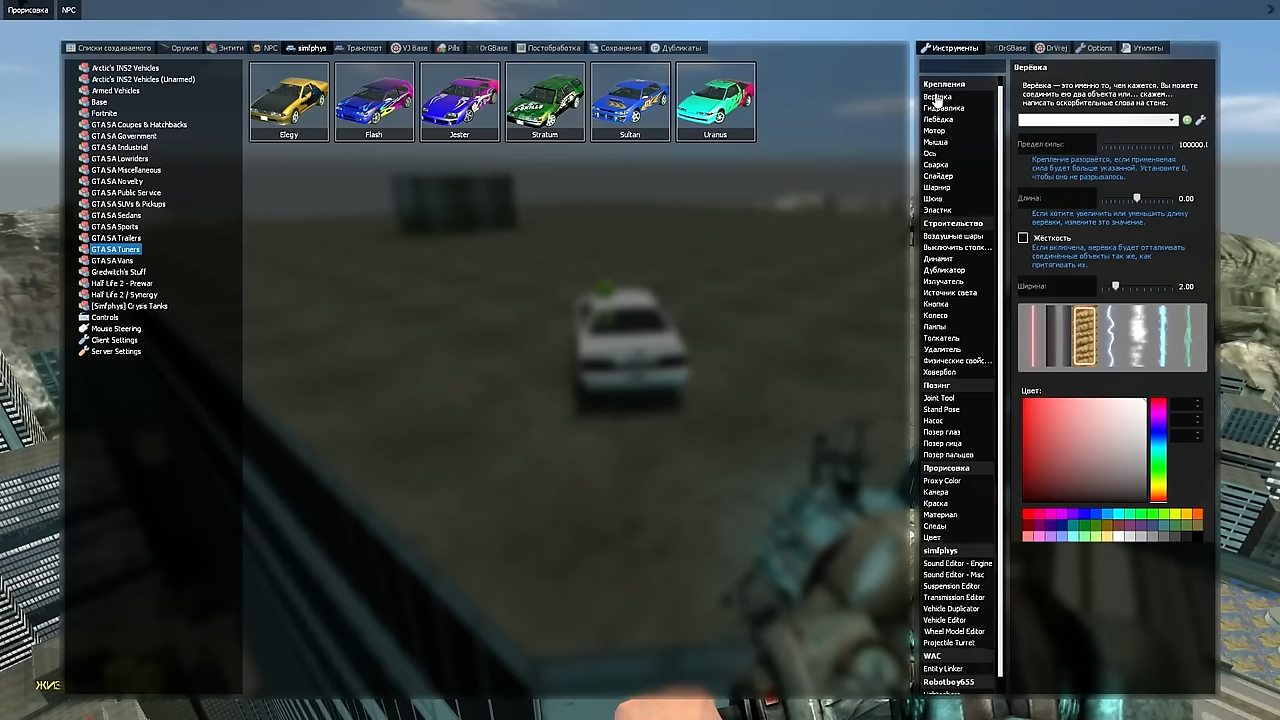 Прорисовка NPC
Списки создаваемого Оружие Энтити NPC simfphys Транспорт VJ Base Pills DrGBase Постобработка Сохранения Дубликаты
Arctic's INS2 Vehicles
Arctic's INS2 Vehicles (Unarmed)
Armed Vehicles
Base
Fortnite
GTA SA Coupes & Hatchbacks
GTA SA Government
GTA SA Industrial
GTA SA Lowriders
GTA SA Miscellaneous
GTA SA Novelty
GTA SA Public Service
GTA SA SUVs & Pickups
GTA SA Sedans
GTA SA Sports
GTA SA Trailers
GTA SA Tuners
GTA SA Vans
Gredwitch's Stuff
Half Life 2 - Prewar
Half Life 2 / Synergy
[Simfphys] Crysis Tanks
Controls
Mouse Steering
Client Settings
Server Settings
Elegy Flash Jester Stratum Sultan Uranus
Инструменты DrGBase DrVrej Options Утилиты
Крепления
Верёвка
Гидравлика
Лебёдка
Мотор
Мышца
Ось
Сварка
Слайдер
Шарнир
Шкив
Эластик
Строительство
Воздушные шары
Выключить столк...
Динамит
Дубликатор
Излучатель
Источник света
Кнопка
Колесо
Лампы
Толкатель
Удалитель
Физические свойс...
Ховербол
Позинг
Joint Tool
Stand Pose
Насос
Позер глаз
Позер лица
Позер пальцев
Прорисовка
Proxy Color
Камера
Краска
Материал
Следы
Цвет
simfphys
Sound Editor - Engine
Sound Editor - Misc
Suspension Editor
Transmission Editor
Vehicle Duplicator
Vehicle Editor
Wheel Model Editor
Projectile Turret
WAC
Entity Linker
Robotboy655
Верёвка
Верёвка — это именно то, чем кажется. Вы можете
соединить ею два объекта или... скажем...
написать оскорбительные слова на стене.
Предел силы: 100000.(
Крепление разорвётся, если применяемая
сила будет больше указанной. Установите 0,
чтобы оно не разрывалось.
Длина: 0.00
Если хотите увеличить или уменьшить длину
верёвки, измените это значение.
Жёсткость
Если включена, верёвка будет отталкивать
соединённые объекты так же, как
притягивать их.
Ширина: 2.00
Цвет: